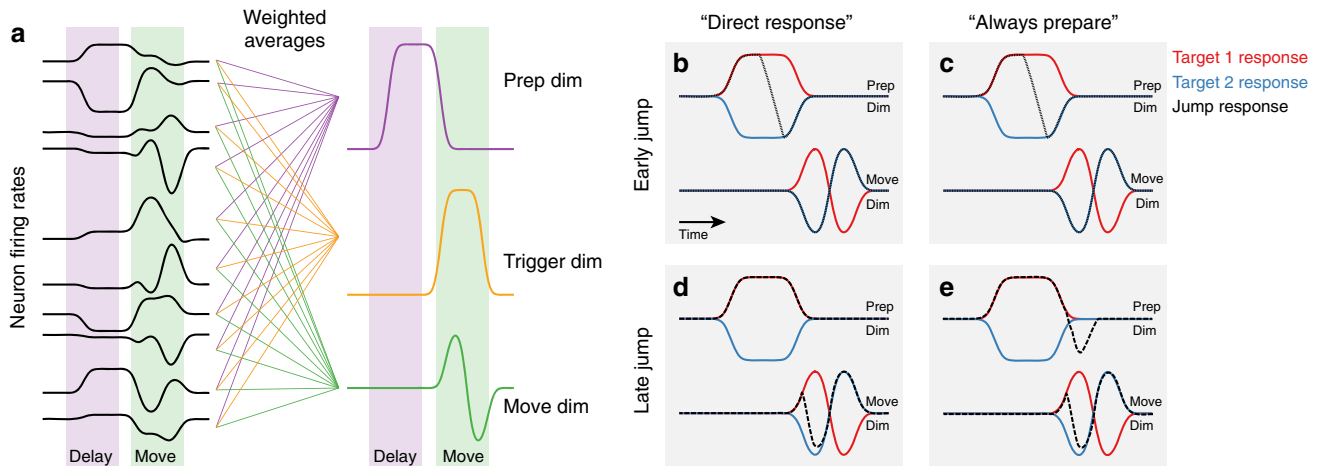 a
Neuron firing rates
Delay
Move
Weighted
averages
Prep dim
Trigger dim
Move dim
Delay
Move
“Direct response”
“Always prepare”
Early jump
Late jump
b
Prep
Dim
Move
Dim
Time
c
Prep
Dim
Move
Dim
Target 1 response
Target 2 response
Jump response
d
Prep
Dim
Move
Dim
e
Prep
Dim
Move
Dim